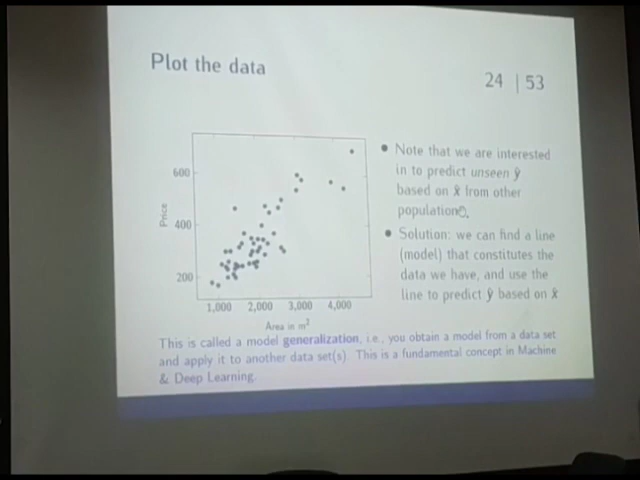 Plot the data
24 | 53
600
400
200
Price
1,000 2,000 3,000 4,000
Area in m²
• Note that we are interested
in to predict unseen ŷ
based on x̂ from other
population
• Solution: we can find a line
(model) that constitutes the
data we have, and use the
line to predict ŷ based on x̂
This is called a model generalization, i.e., you obtain a model from a data set
and apply it to another data set(s). This is a fundamental concept in Machine
& Deep Learning.